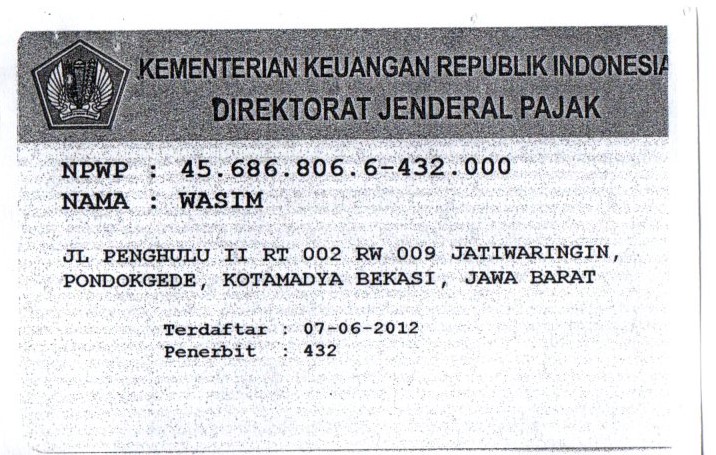 KEMENTERIAN KEUANGAN REPUBLIK INDONESIA
DIREKTORAT JENDERAL PAJAK
NPWP : 45.686.806.6-432.000
NAMA : WASIM
JL PENGHULU II RT 002 RW 009 JATIWARINGIN,
PONDOKGEDE, KOTAMADYA BEKASI, JAWA BARAT
Terdaftar : 07-06-2012
Penerbit : 432